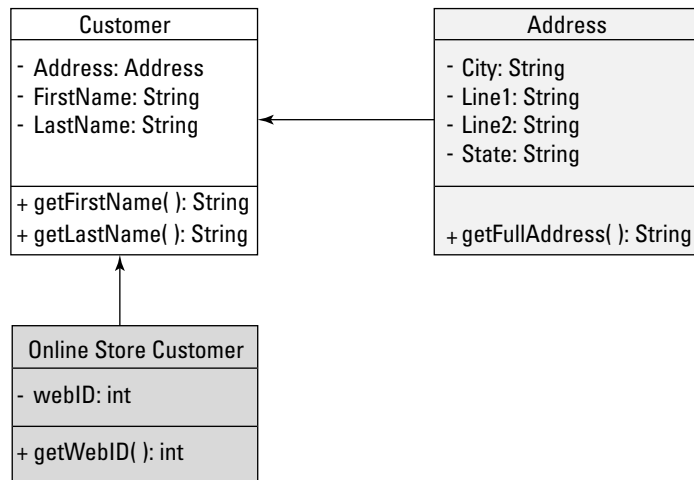 Customer
- Address: Address
- FirstName: String
- LastName: String
+ getFirstName( ): String
+ getLastName( ): String
Address
- City: String
- Line1: String
- Line2: String
- State: String
+ getFullAddress( ): String
Online Store Customer
- webID: int
+ getWebID( ): int